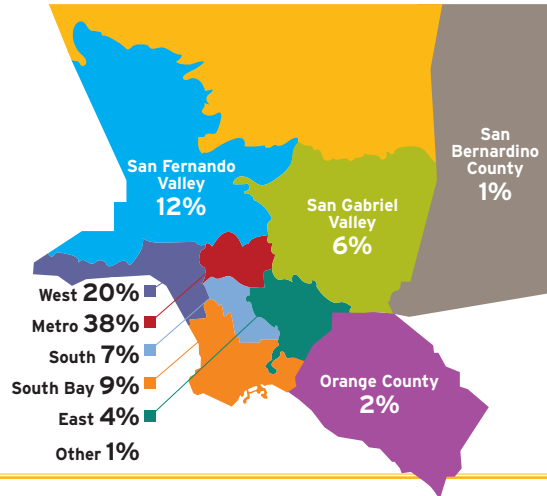 San Fernando
Valley
12%
San Gabriel
Valley
6%
San
Bernardino
County
1%
West 20%
Metro 38%
South 7%
South Bay 9%
East 4%
Other 1%
Orange County
2%